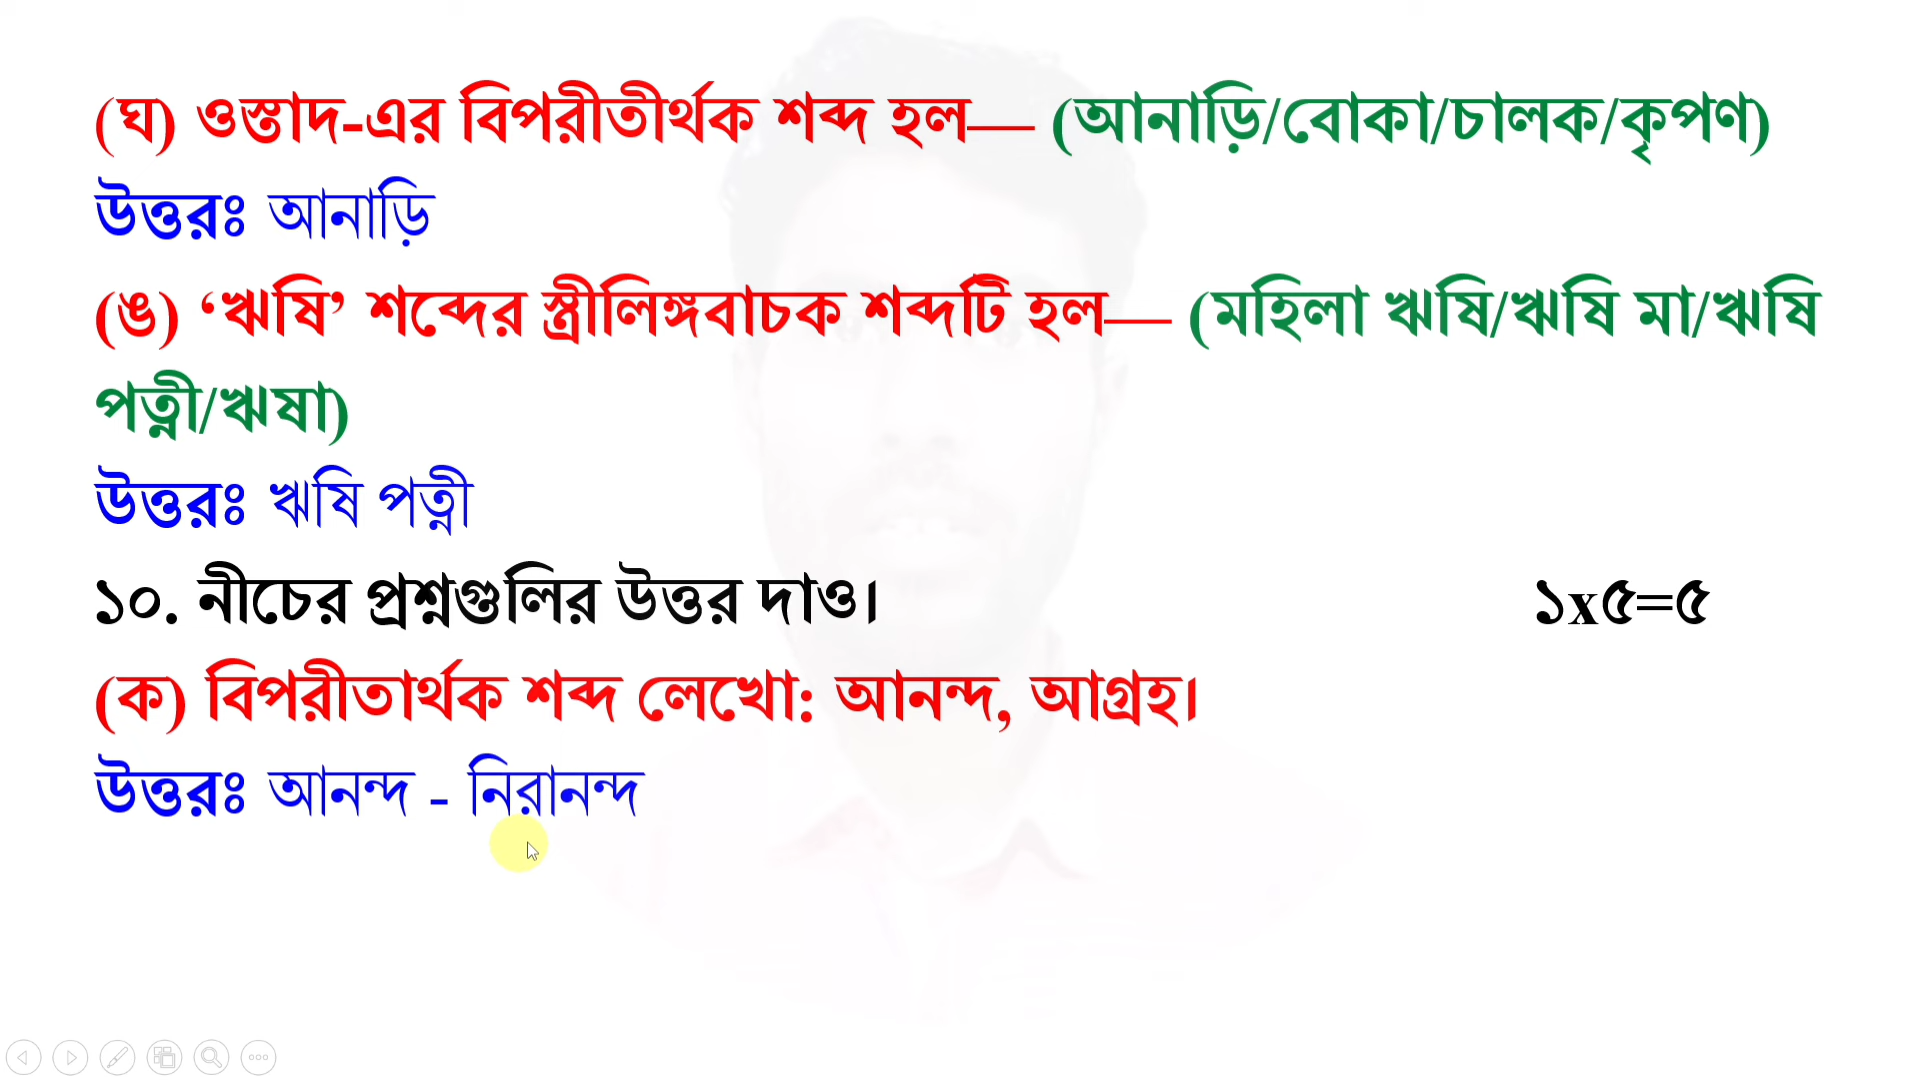 (ঘ) ওস্তাদ-এর বিপরীতীর্থক শব্দ হল— (আনাড়ি/বোকা/চালক/কৃপণ)
উত্তরঃ আনাড়ি
(ঙ) ‘ঋষি’ শব্দের স্ত্রীলিঙ্গবাচক শব্দটি হল— (মহিলা ঋষি/ঋষি মা/ঋষি
পত্নী/ঋষা)
উত্তরঃ ঋষি পত্নী
১০. নীচের প্রশ্নগুলির উত্তর দাও। ১x৫=৫
(ক) বিপরীতার্থক শব্দ লেখো: আনন্দ, আগ্রহ।
উত্তরঃ আনন্দ - নিরানন্দ